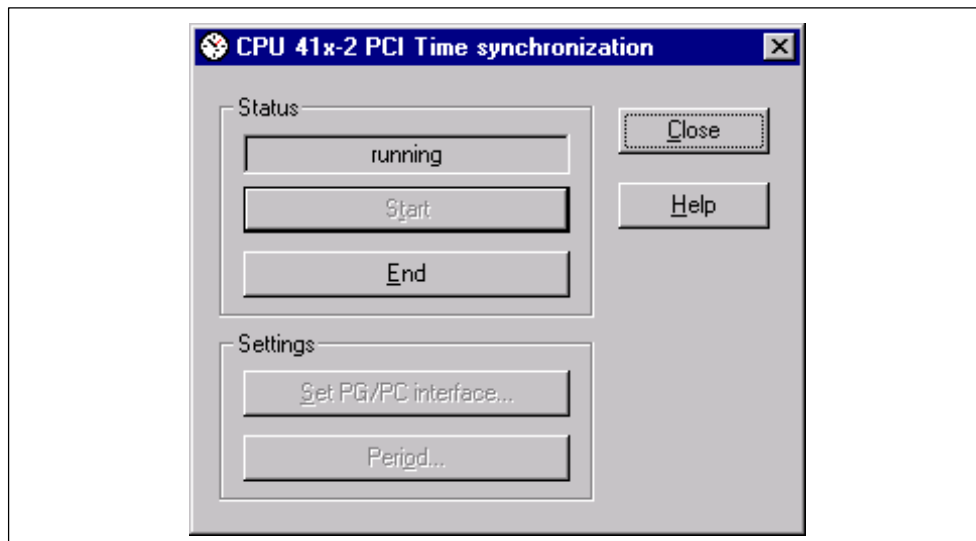 CPU 41x-2 PCI Time synchronization
Status
running
Start
End
Close
Help
Settings
Set PG/PC interface...
Period...